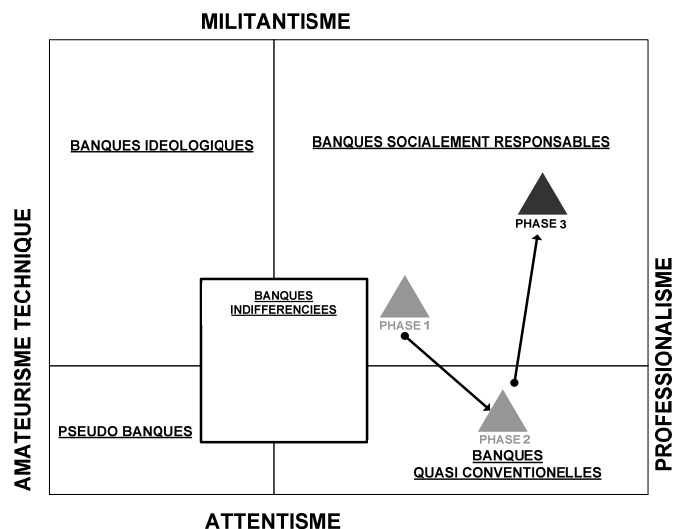 MILITANTISME
BANQUES IDEOLOGIQUES
BANQUES SOCIALEMENT RESPONSABLES
PHASE 3
AMATEURISME TECHNIQUE
PROFESSIONALISME
BANQUES
INDIFFERENCIEES
PHASE 1
PSEUDO BANQUES
PHASE 2
BANQUES
QUASI CONVENTIONELLES
ATTENTISME